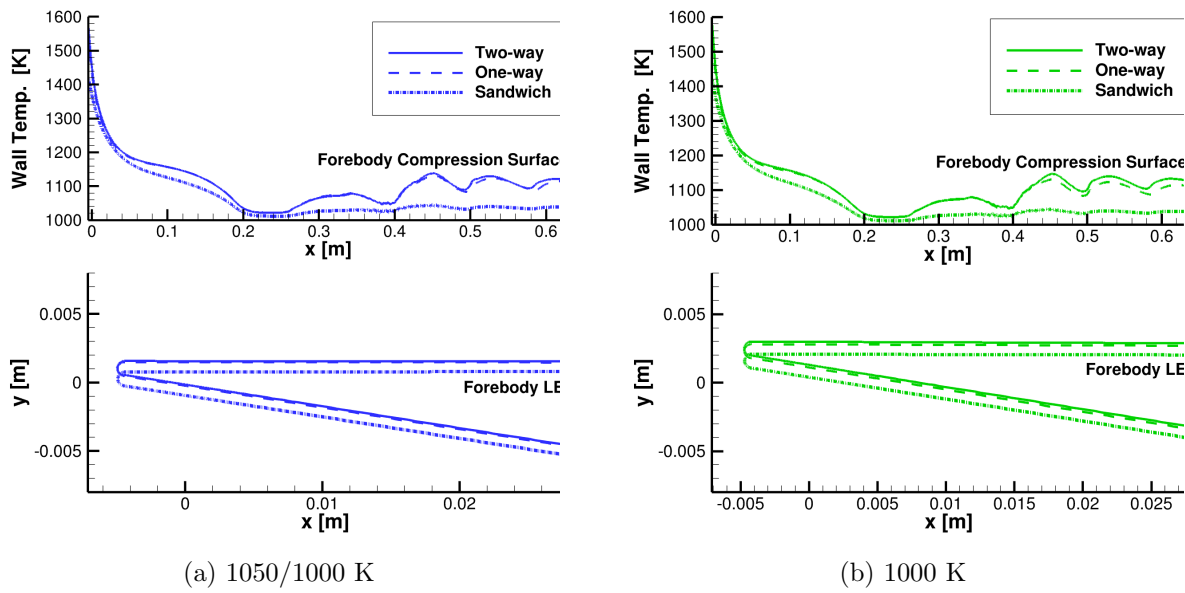 1600
1500
1400
1300
1200
1100
1000
Wall Temp. [K]
Two-way
One-way
Sandwich
Forebody Compression Surfac
0 0.1 0.2 0.3 0.4 0.5 0.6
x [m]
0.005
0
-0.005
y [m]
Forebody LE
0 0.01 0.02
x [m]
(a) 1050/1000 K
1600
1500
1400
1300
1200
1100
1000
Wall Temp. [K]
Two-way
One-way
Sandwich
Forebody Compression Surface
0 0.1 0.2 0.3 0.4 0.5 0.6
x [m]
0.005
0
-0.005
y [m]
Forebody LE
-0.005 0 0.005 0.01 0.015 0.02 0.025
x [m]
(b) 1000 K